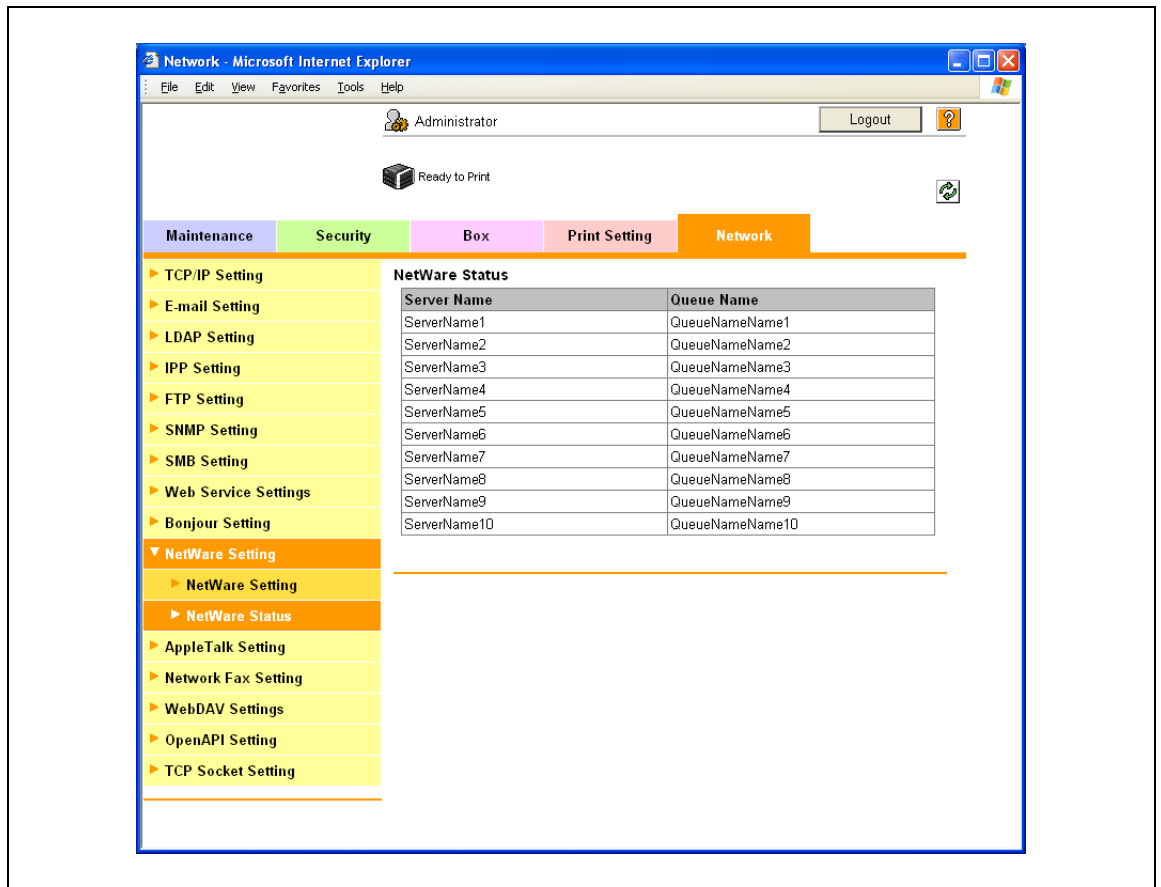 Network - Microsoft Internet Explorer
File Edit View Favorites Tools Help
Administrator
Logout
?
Ready to Print
Maintenance Security Box Print Setting Network
TCP/IP Setting
E-mail Setting
LDAP Setting
IPP Setting
FTP Setting
SNMP Setting
SMB Setting
Web Service Settings
Bonjour Setting
NetWare Setting
NetWare Setting
NetWare Status
AppleTalk Setting
Network Fax Setting
WebDAV Settings
OpenAPI Setting
TCP Socket Setting
NetWare Status
Server Name Queue Name
ServerName1 QueueNameName1
ServerName2 QueueNameName2
ServerName3 QueueNameName3
ServerName4 QueueNameName4
ServerName5 QueueNameName5
ServerName6 QueueNameName6
ServerName7 QueueNameName7
ServerName8 QueueNameName8
ServerName9 QueueNameName9
ServerName10 QueueNameName10